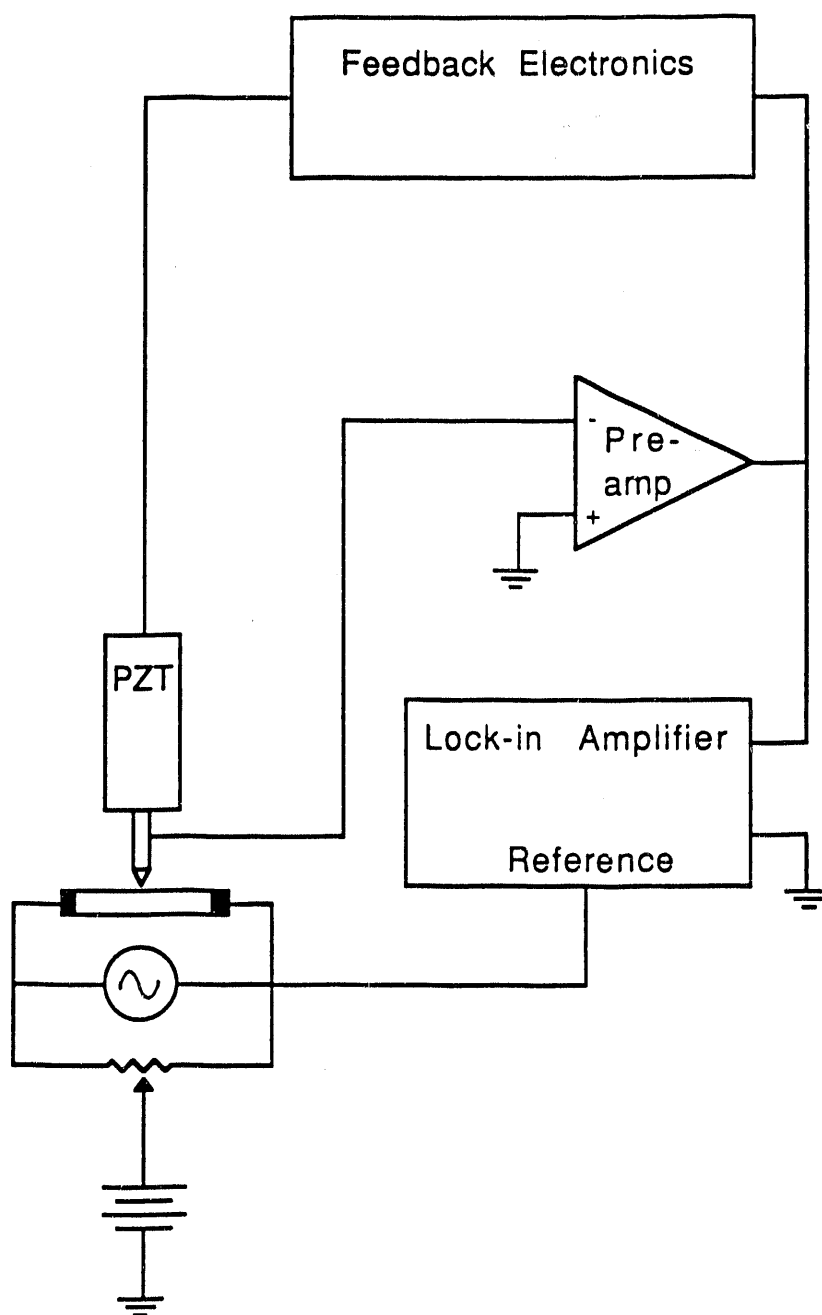 Feedback Electronics
-
Pre-
amp
+
PZT
Lock-in Amplifier
Reference